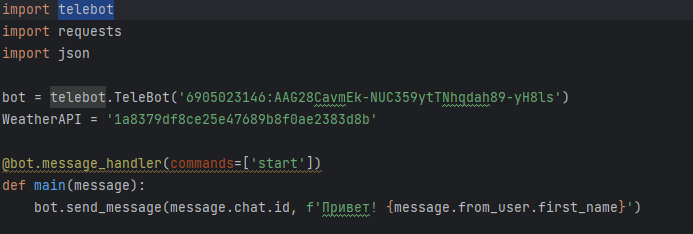 import telebot
import requests
import json
bot = telebot.TeleBot('6905023146:AAG28CavmEk-NUC359ytTNhqdah89-yH8ls')
WeatherAPI = '1a8379df8ce25e47689b8f0ae2383d8b'
@bot.message_handler(commands=['start'])
def main(message):
bot.send_message(message.chat.id, f'Привет! {message.from_user.first_name}')